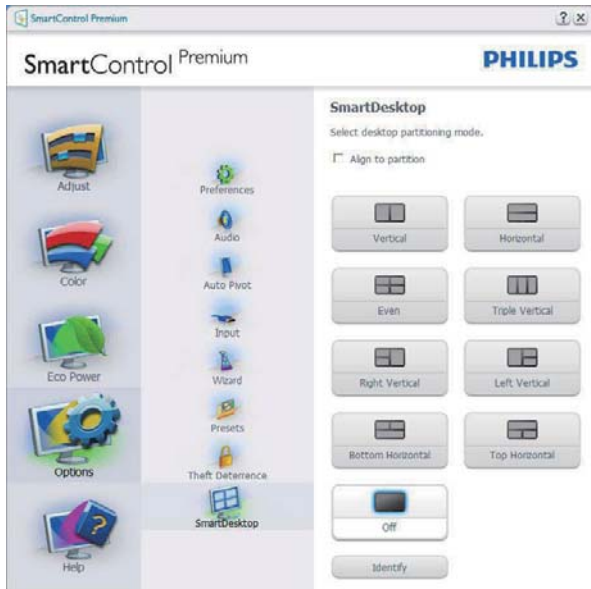 SmartControl Premium
SmartControl Premium
PHILIPS
Adjust
Color
Eco Power
Options
Help
Preferences
Audio
Auto Pivot
Input
Wizard
Presets
Theft Deterrence
SmartDesktop
SmartDesktop
Select desktop partitioning mode.
Align to partition
Vertical
Horizontal
Even
Triple Vertical
Right Vertical
Left Vertical
Bottom Horizontal
Top Horizontal
Off
Identify